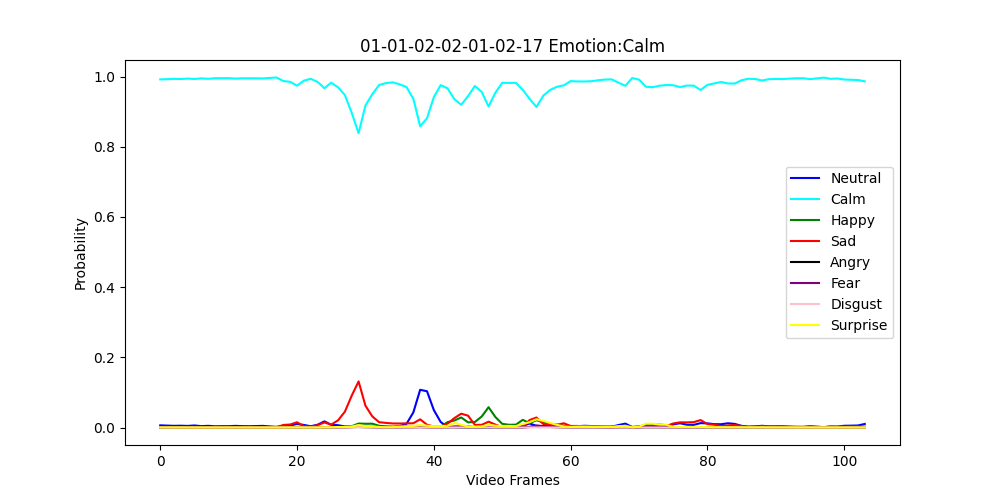 01-01-02-02-01-02-17 Emotion:Calm
1.0
0.8
0.6
0.4
0.2
0.0
Probability
Neutral
Calm
Happy
Sad
Angry
Fear
Disgust
Surprise
0 20 40 60 80 100
Video Frames